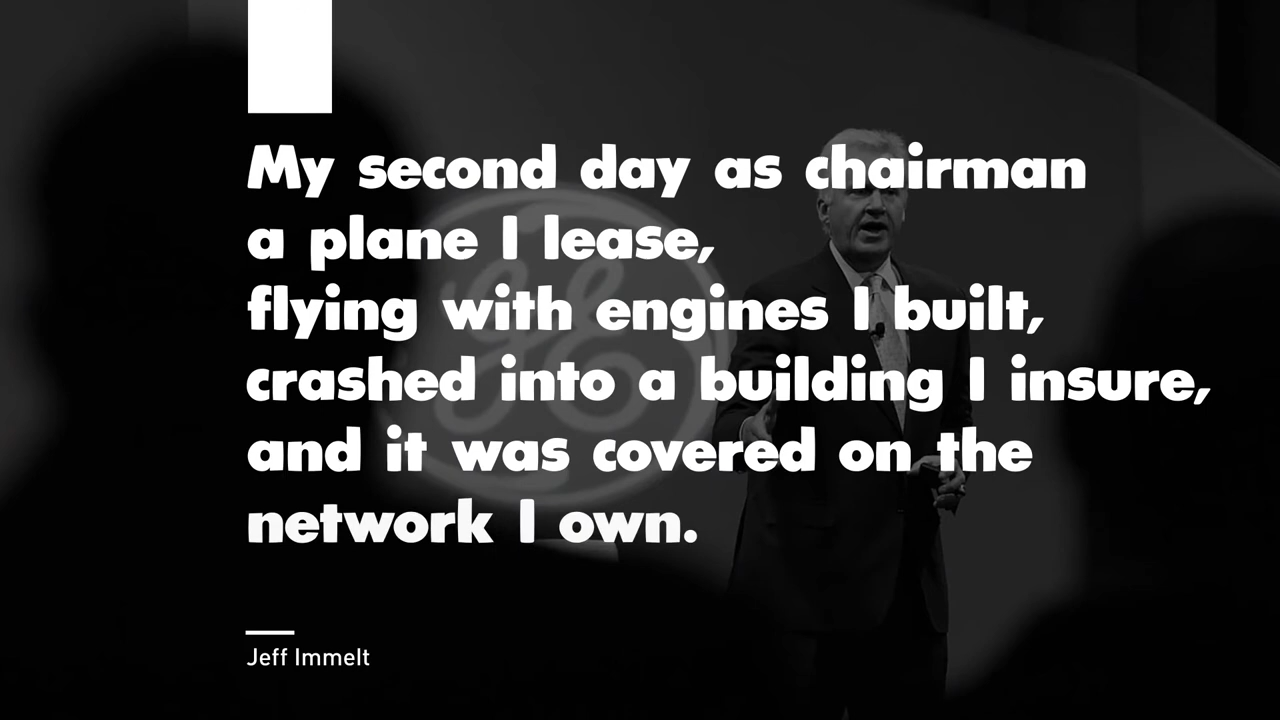 My second day as chairman
a plane I lease,
flying with engines I built,
crashed into a building I insure,
and it was covered on the
network I own.
Jeff Immelt
GE